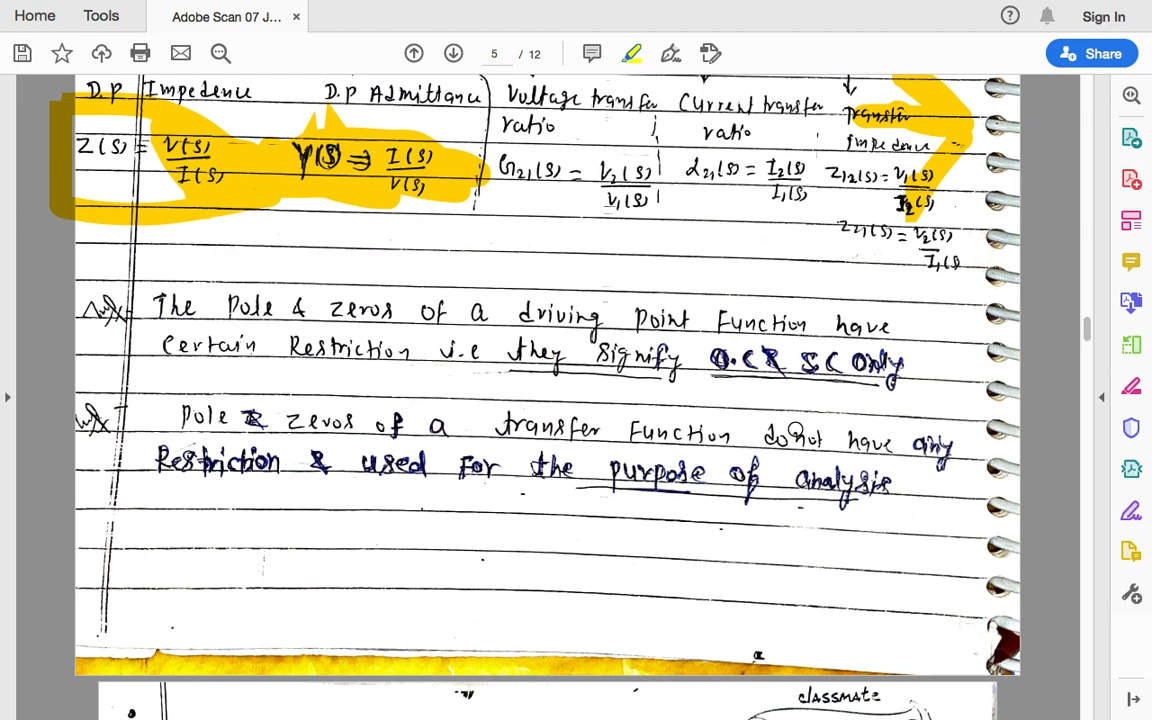 Home Tools Adobe Scan 07 J... × Sign In
5 / 12 Share
D.P Impedence D.P Admittance Voltage transfer ratio Current transfer ratio Transfer Impedence
Z(S) = V(S)/I(S) Y(S) ⇒ I(S)/V(S) G21(S) = V2(S)/V1(S) α21(S) = I2(S)/I1(S) Z12(S) = V1(S)/I2(S)
Z21(S) = V2(S)/I1(S
The Pole & zeros of a driving Point Function have
Certain Restriction i.e they signify O.C & S C Only
Pole & zeros of a transfer Function do not have any
Restriction & used For the purpose of analysis
classmate